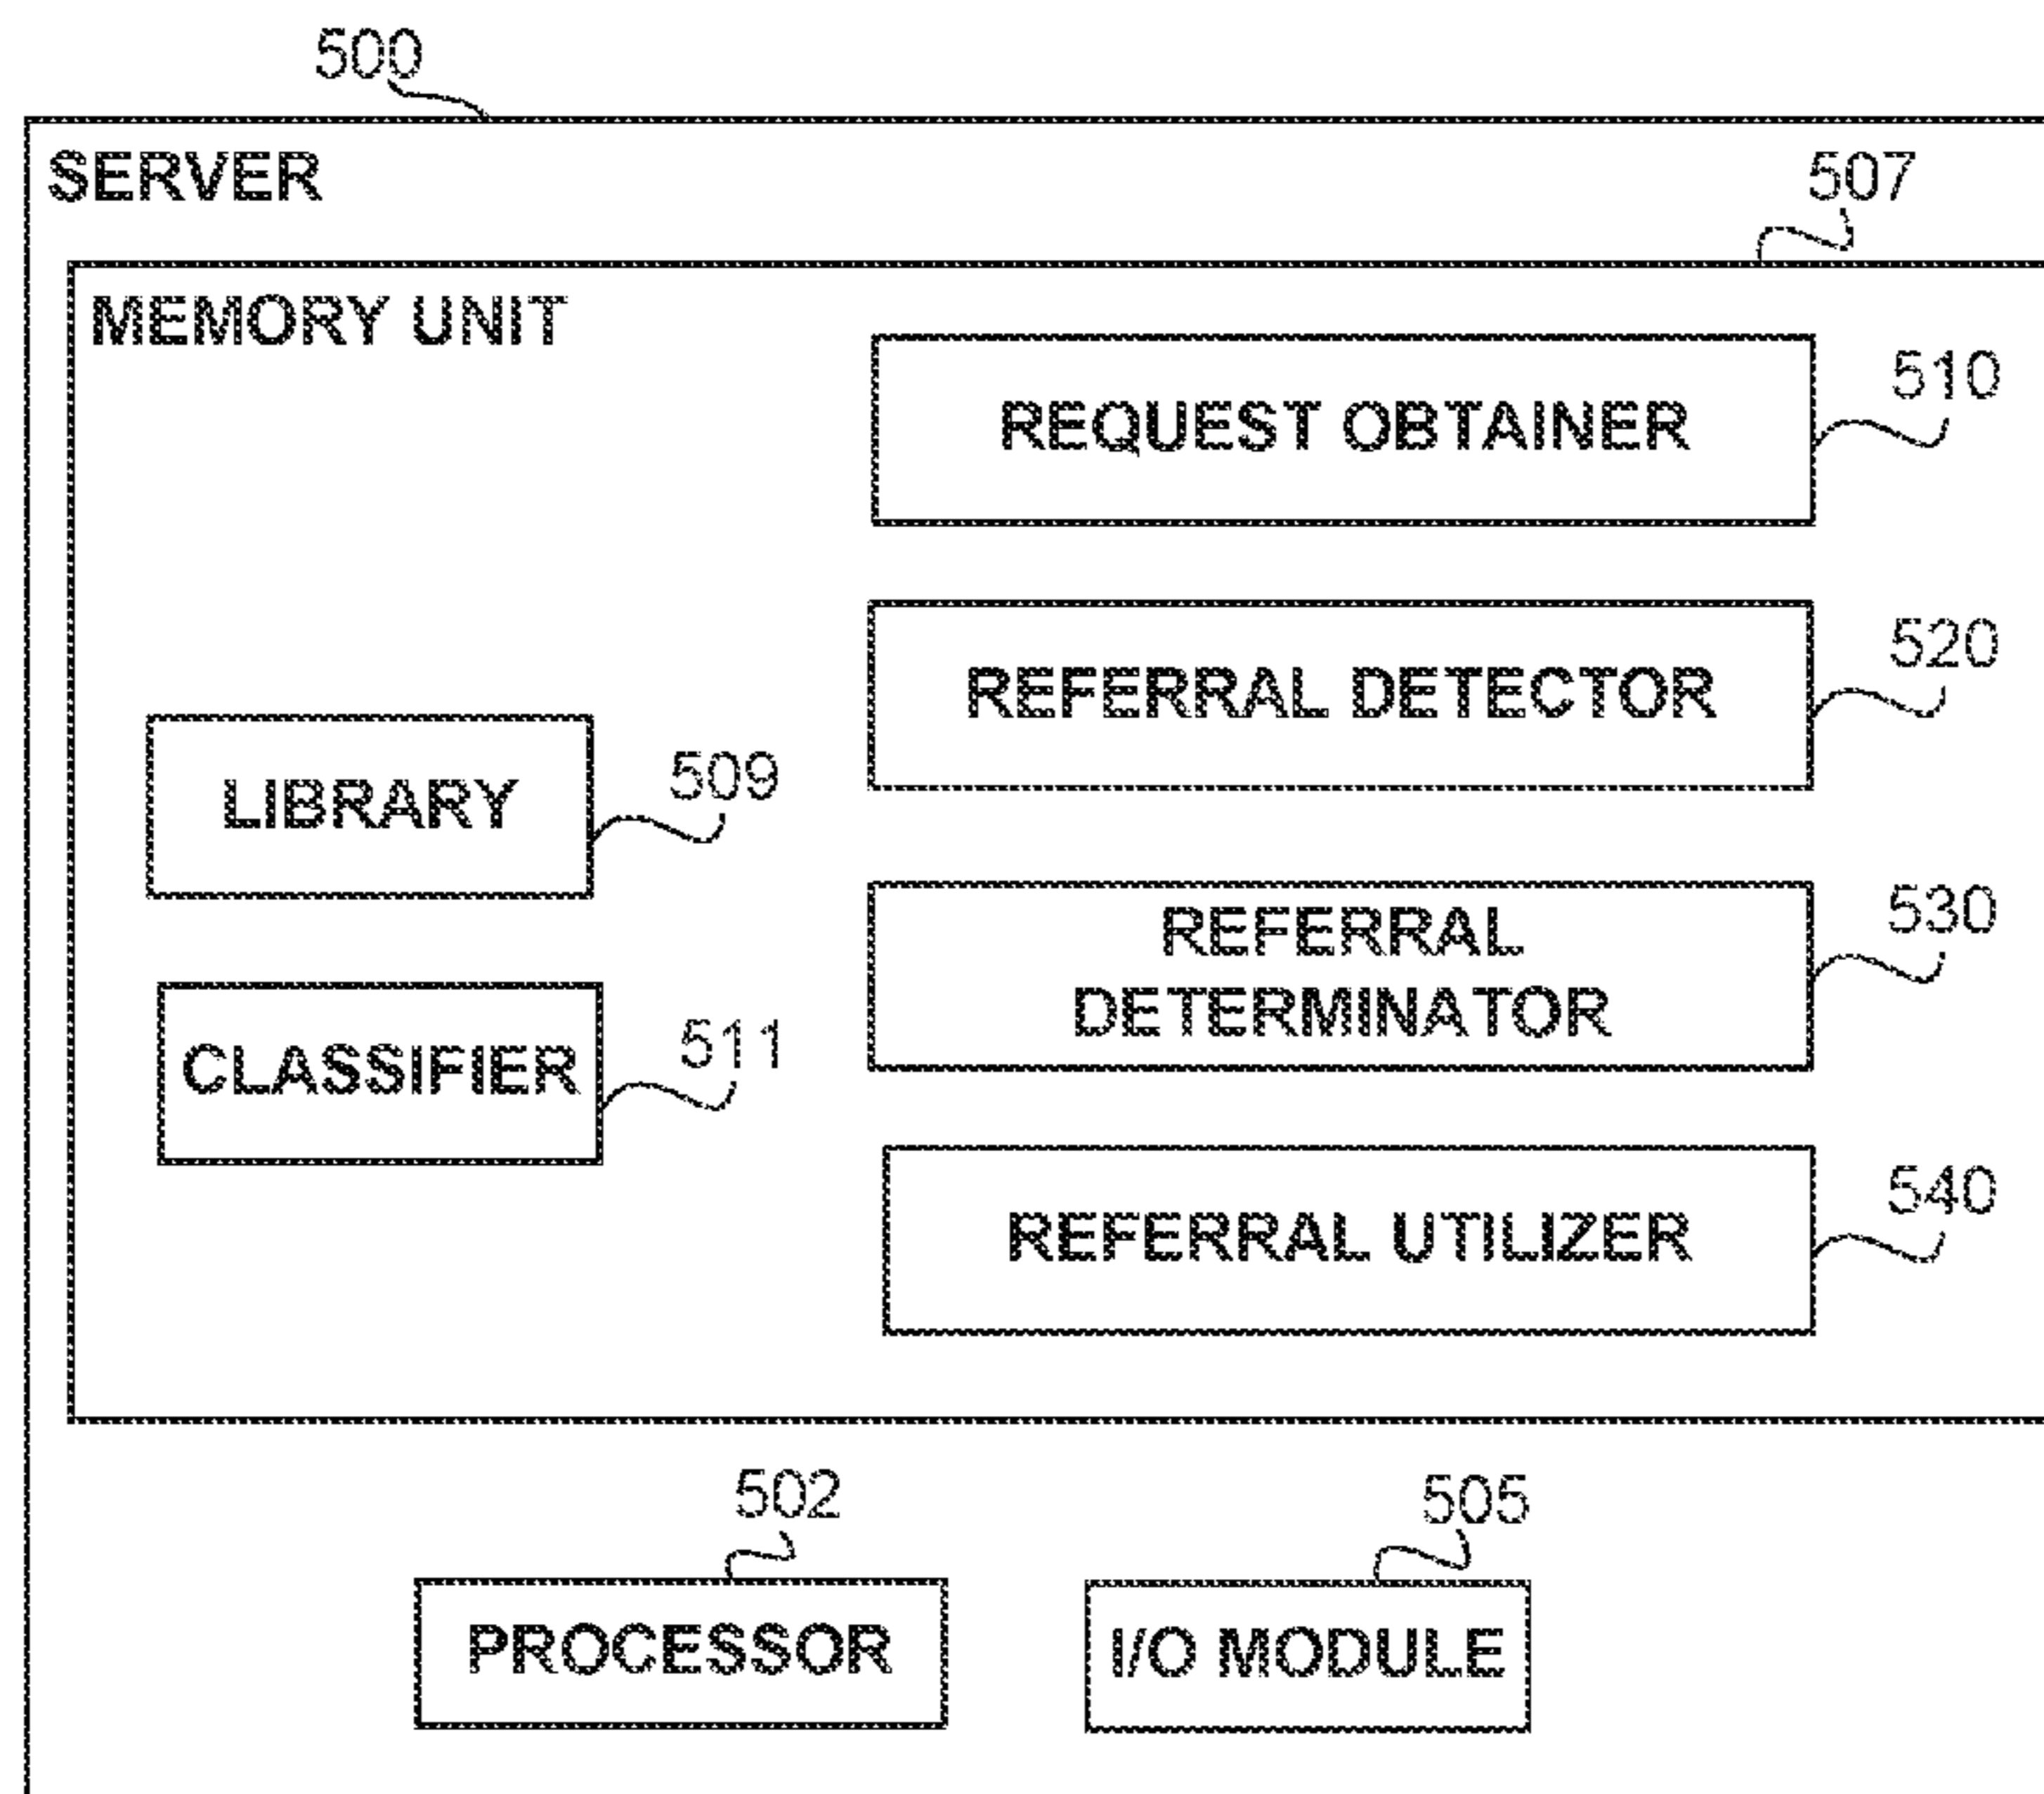 500
SERVER
507
MEMORY UNIT
REQUEST OBTAINER
510
REFERRAL DETECTOR
520
LIBRARY
509
REFERRAL
DETERMINATOR
530
CLASSIFIER
511
REFERRAL UTILIZER
540
502
PROCESSOR
505
I/O MODULE